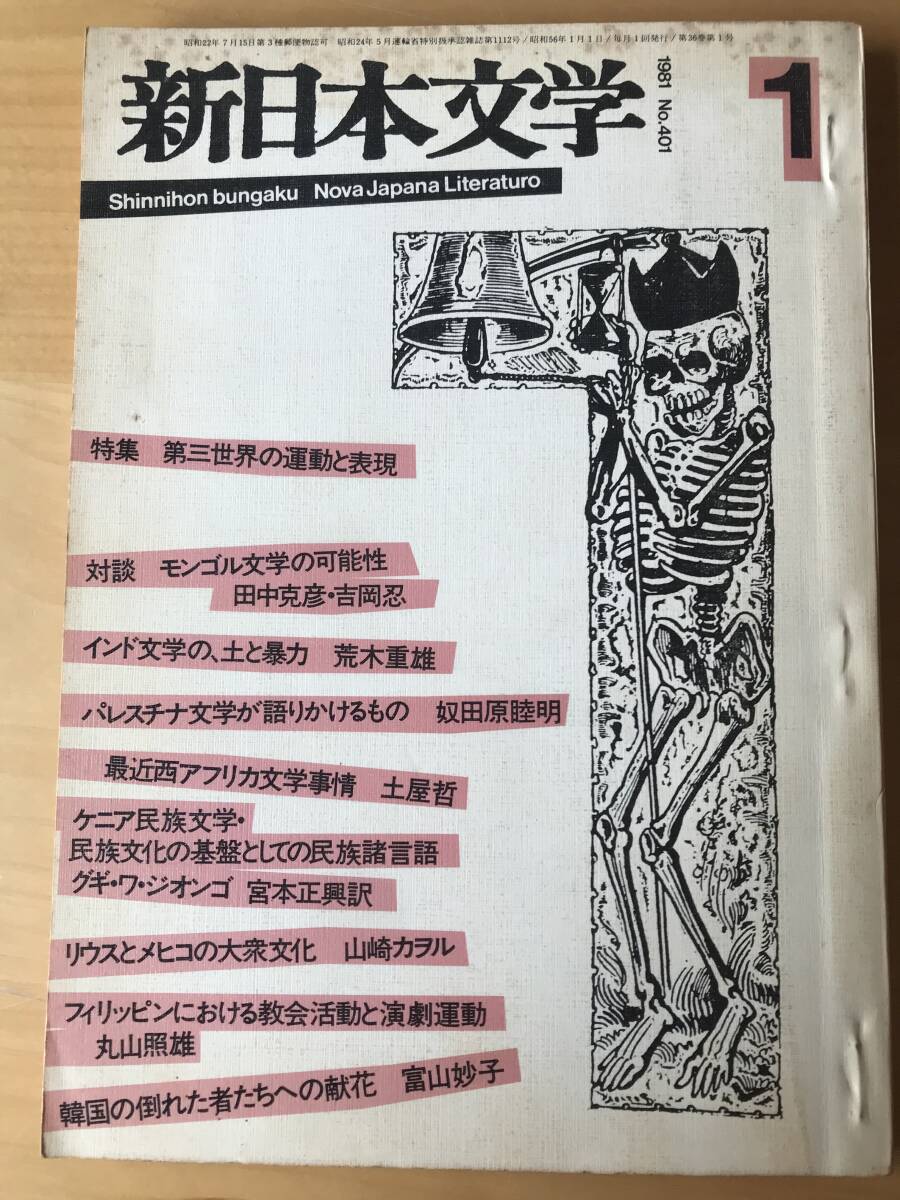 昭和22年7月15日第3種郵便物認可　昭和24年5月運輸省特別扱承認雑誌第1112号／昭和56年1月1日／毎月1回発行／第36巻第1号
新日本文学
1981 No.401
1
Shinnihon bungaku Nova Japana Literaturo
特集　第三世界の運動と表現
対談　モンゴル文学の可能性
田中克彦・吉岡忍
インド文学の、土と暴力　荒木重雄
パレスチナ文学が語りかけるもの　奴田原睦明
最近西アフリカ文学事情　土屋哲
ケニア民族文学・
民族文化の基盤としての民族諸言語
グギ・ワ・ジオンゴ　宮本正興訳
リウスとメヒコの大衆文化　山崎カヲル
フィリッピンにおける教会活動と演劇運動
丸山照雄
韓国の倒れた者たちへの献花　富山妙子